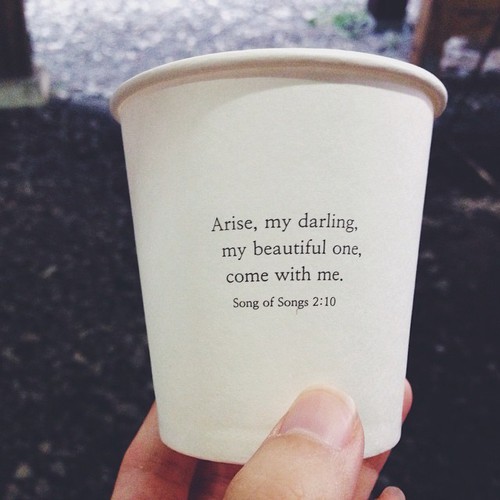 Arise, my darling,
my beautiful one,
come with me.
Song of Songs 2:10